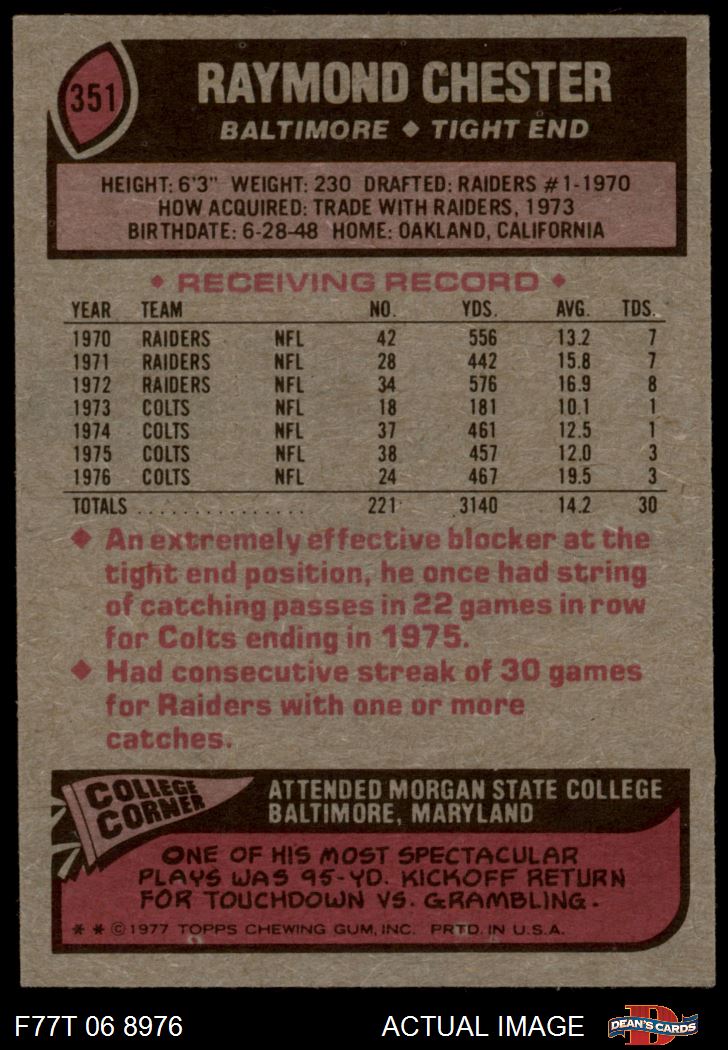 351
RAYMOND CHESTER
BALTIMORE ◆ TIGHT END
HEIGHT: 6'3" WEIGHT: 230 DRAFTED: RAIDERS #1-1970
HOW ACQUIRED: TRADE WITH RAIDERS, 1973
BIRTHDATE: 6-28-48 HOME: OAKLAND, CALIFORNIA
◆ RECEIVING RECORD ◆
YEAR TEAM NO. YDS. AVG. TDS.
1970 RAIDERS NFL 42 556 13.2 7
1971 RAIDERS NFL 28 442 15.8 7
1972 RAIDERS NFL 34 576 16.9 8
1973 COLTS NFL 18 181 10.1 1
1974 COLTS NFL 37 461 12.5 1
1975 COLTS NFL 38 457 12.0 3
1976 COLTS NFL 24 467 19.5 3
TOTALS ............... 221 3140 14.2 30
◆ An extremely effective blocker at the
tight end position, he once had string
of catching passes in 22 games in row
for Colts ending in 1975.
◆ Had consecutive streak of 30 games
for Raiders with one or more
catches.
COLLEGE
CORNER
ATTENDED MORGAN STATE COLLEGE
BALTIMORE, MARYLAND
ONE OF HIS MOST SPECTACULAR
PLAYS WAS 95-YD. KICKOFF RETURN
FOR TOUCHDOWN VS. GRAMBLING.
* * © 1977 TOPPS CHEWING GUM, INC. PRTD. IN U.S.A.
F77T 06 8976 ACTUAL IMAGE
D
DEAN'S CARDS